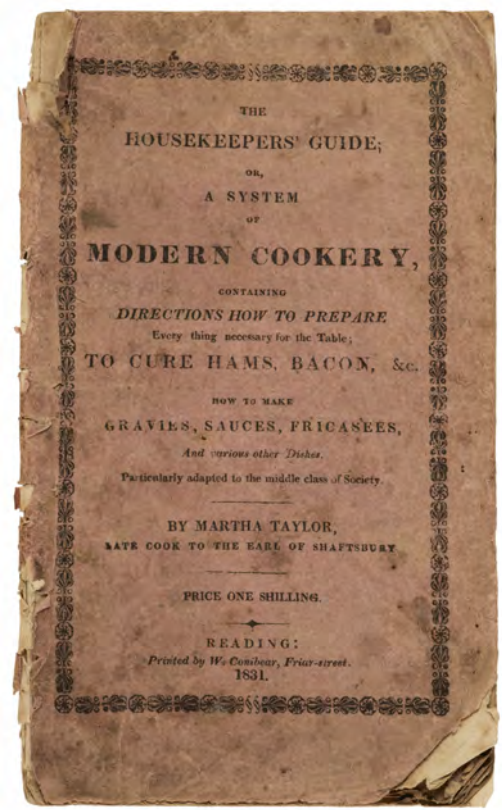 THE
HOUSEKEEPERS' GUIDE;
OR,
A SYSTEM
OF
MODERN COOKERY,
CONTAINING
DIRECTIONS HOW TO PREPARE
Every thing necessary for the Table;
TO CURE HAMS, BACON, &c.
HOW TO MAKE
GRAVIES, SAUCES, FRICASEES,
And various other Dishes.
Particularly adapted to the middle class of Society.
BY MARTHA TAYLOR,
LATE COOK TO THE EARL OF SHAFTSBURY
PRICE ONE SHILLING.
READING:
Printed by W. Conibear, Friar-street.
1831.